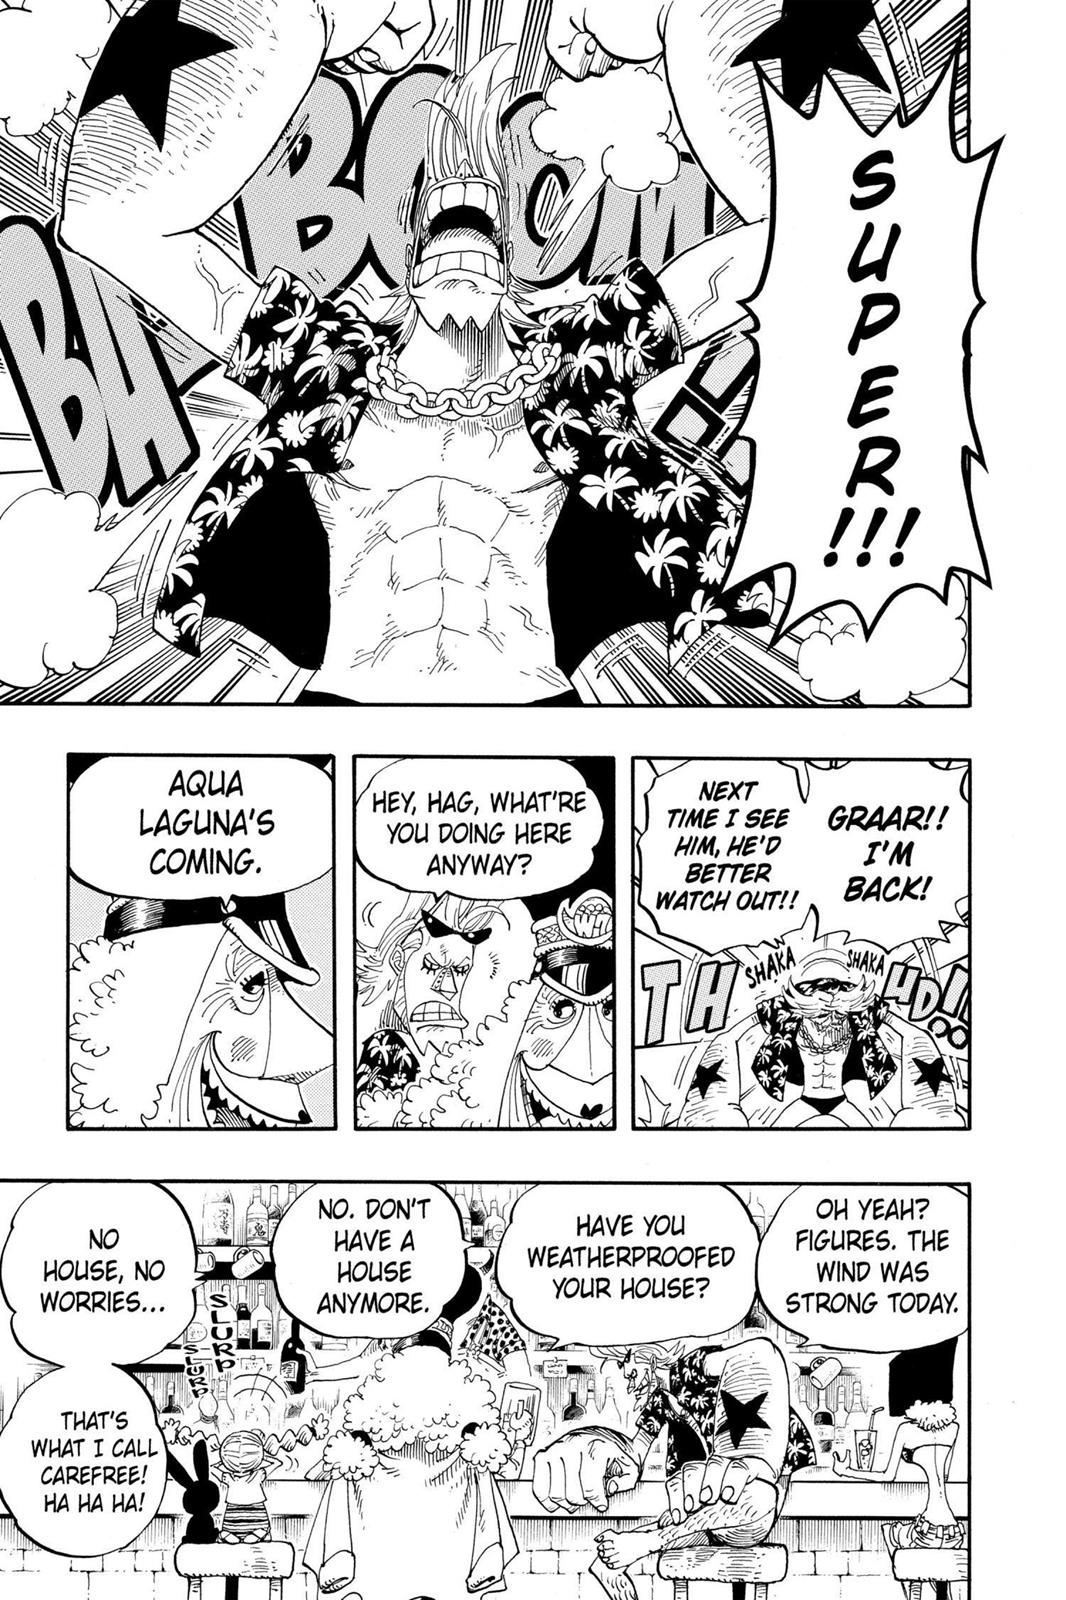 BA
BOOOM
SUPER!!!
GRAAR!!
I'M
BACK!
NEXT
TIME I SEE
HIM, HE'D
BETTER
WATCH OUT!!
SHAKA
SHAKA
THUD!!
HEY, HAG, WHAT'RE
YOU DOING HERE
ANYWAY?
AQUA
LAGUNA'S
COMING.
OH YEAH?
FIGURES. THE
WIND WAS
STRONG TODAY.
HAVE YOU
WEATHERPROOFED
YOUR HOUSE?
NO. DON'T
HAVE A
HOUSE
ANYMORE.
NO
HOUSE, NO
WORRIES...
SLURP
SLURP
THAT'S
WHAT I CALL
CAREFREE!
HA HA HA!